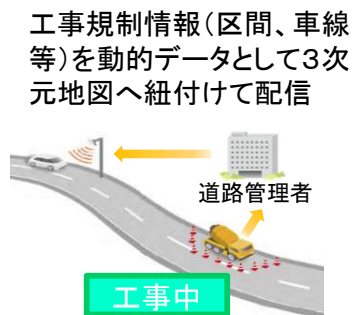 工事規制情報（区間、車線
等）を動的データとして３次
元地図へ紐付けて配信
道路管理者
工事中